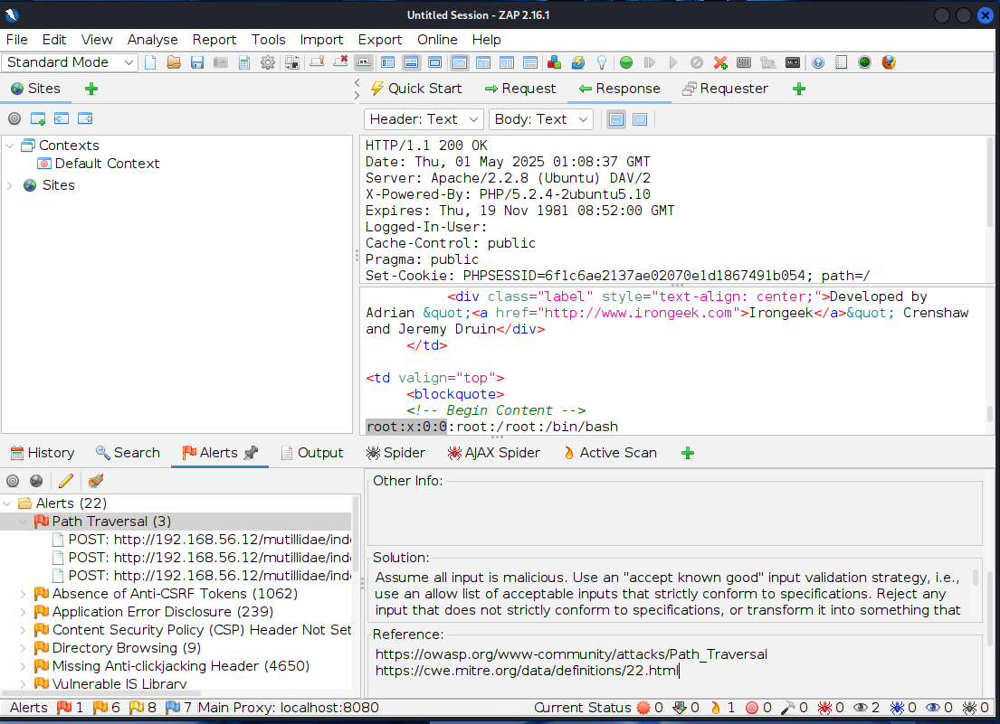 Untitled Session - ZAP 2.16.1
File Edit View Analyse Report Tools Import Export Online Help
Standard Mode
Sites
Quick Start Request Response Requester
Header: Text Body: Text
Contexts
Default Context
Sites
HTTP/1.1 200 OK
Date: Thu, 01 May 2025 01:08:37 GMT
Server: Apache/2.2.8 (Ubuntu) DAV/2
X-Powered-By: PHP/5.2.4-2ubuntu5.10
Expires: Thu, 19 Nov 1981 08:52:00 GMT
Logged-In-User:
Cache-Control: public
Pragma: public
Set-Cookie: PHPSESSID=6f1c6ae2137ae02070e1d1867491b054; path=/
<div class="label" style="text-align: center;">Developed by
Adrian &quot;<a href="http://www.irongeek.com">Irongeek</a>&quot; Crenshaw
and Jeremy Druin</div>
</td>
<td valign="top">
<blockquote>
<!-- Begin Content -->
root:x:0:0:root:/root:/bin/bash
History Search Alerts Output Spider AJAX Spider Active Scan
Alerts (22)
Path Traversal (3)
POST: http://192.168.56.12/mutillidae/inde
POST: http://192.168.56.12/mutillidae/inde
POST: http://192.168.56.12/mutillidae/inde
Absence of Anti-CSRF Tokens (1062)
Application Error Disclosure (239)
Content Security Policy (CSP) Header Not Set
Directory Browsing (9)
Missing Anti-clickjacking Header (4650)
Vulnerable JS Library
Other Info:
Solution:
Assume all input is malicious. Use an "accept known good" input validation strategy, i.e.,
use an allow list of acceptable inputs that strictly conform to specifications. Reject any
input that does not strictly conform to specifications, or transform it into something that
Reference:
https://owasp.org/www-community/attacks/Path_Traversal
https://cwe.mitre.org/data/definitions/22.html
Alerts 1 6 8 7 Main Proxy: localhost:8080 Current Status 0 0 1 0 0 0 2 0 0 0